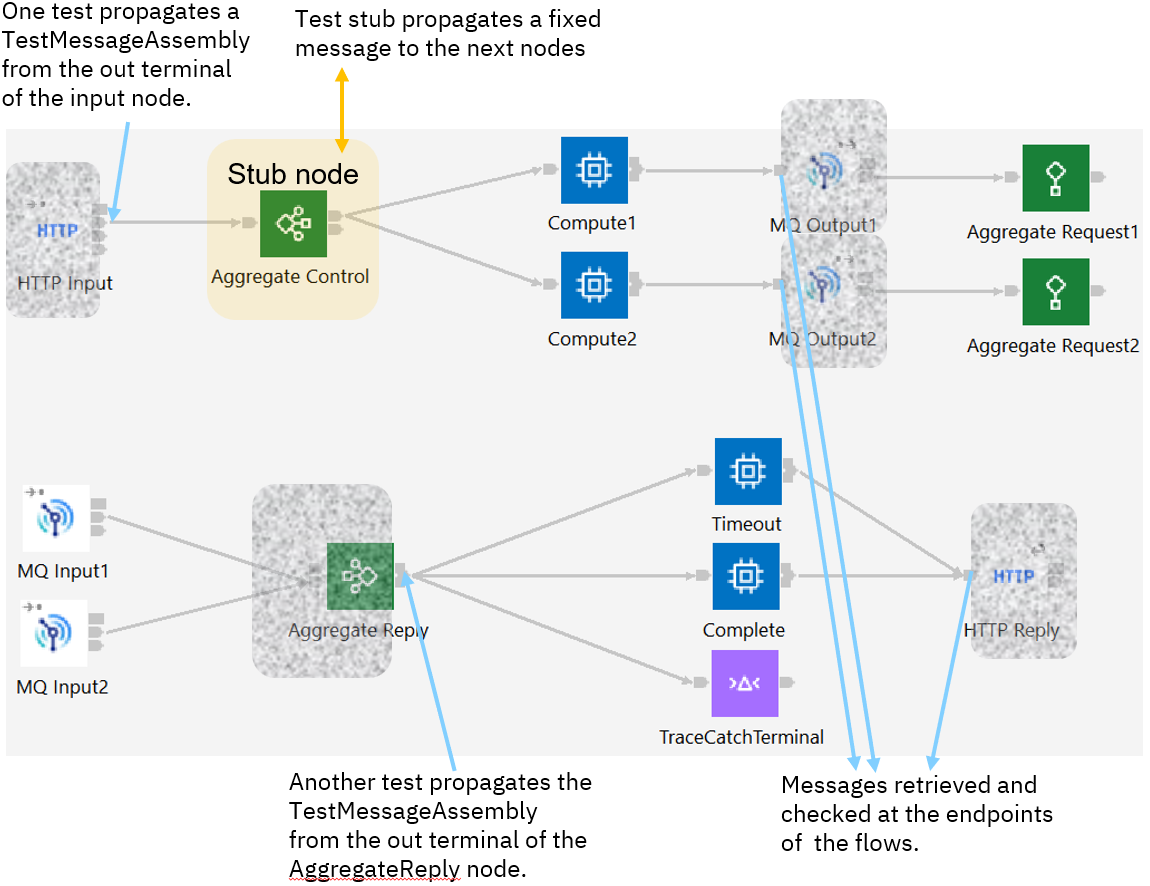 One test propagates a
TestMessageAssembly
from the out terminal
of the input node.
Test stub propagates a fixed
message to the next nodes
Stub node
HTTP
HTTP Input
Aggregate Control
Compute1
Compute2
MQ Output1
MQ Output2
Aggregate Request1
Aggregate Request2
MQ Input1
MQ Input2
Aggregate Reply
Timeout
Complete
TraceCatchTerminal
HTTP
HTTP Reply
Another test propagates the
TestMessageAssembly
from the out terminal of the
AggregateReply node.
Messages retrieved and
checked at the endpoints
of  the flows.